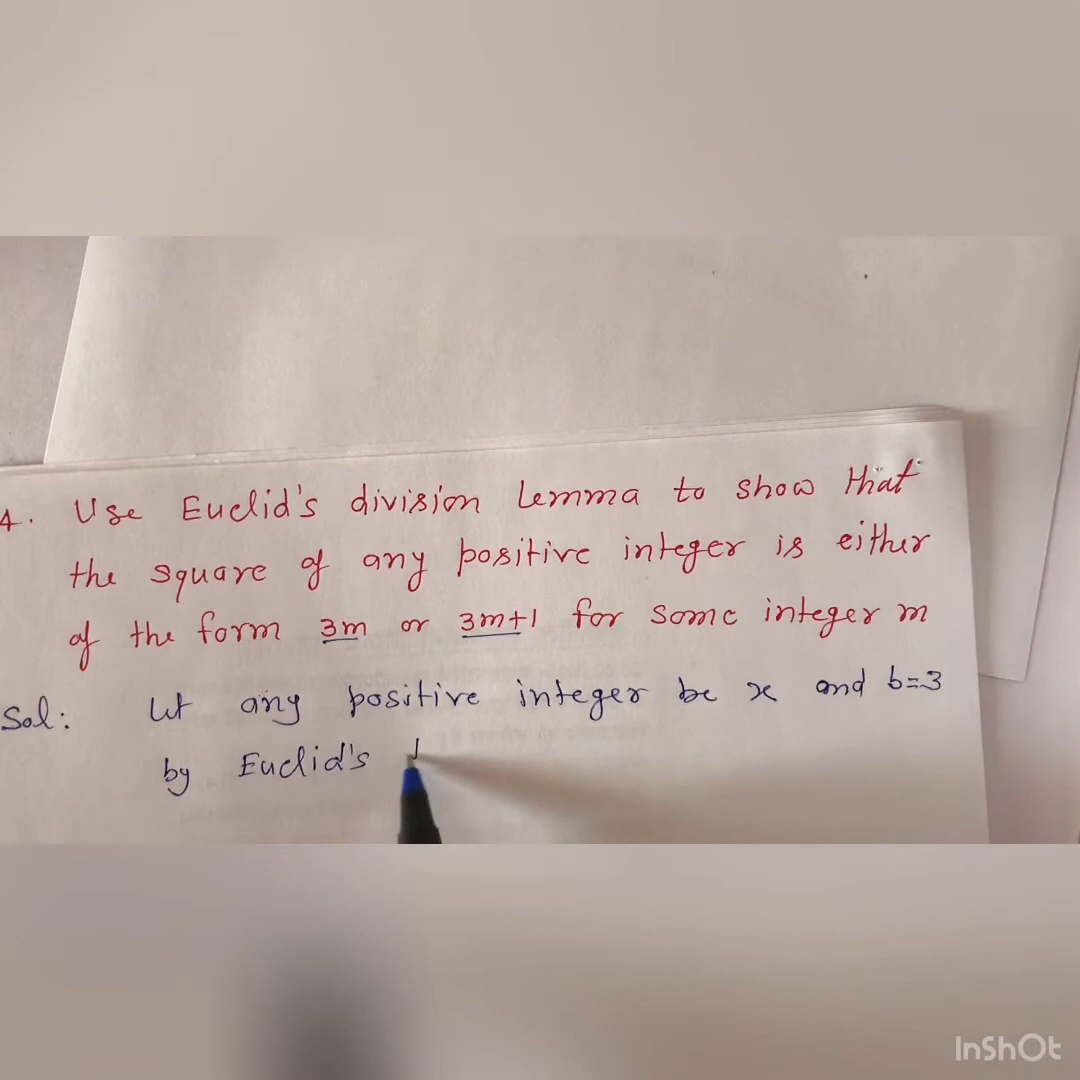 4. Use Euclid's division Lemma to show that
the square of any positive integer is either
of the form 3m or 3m+1 for some integer m
Sol: Let any positive integer be x and b=3
by Euclid's
InShOt